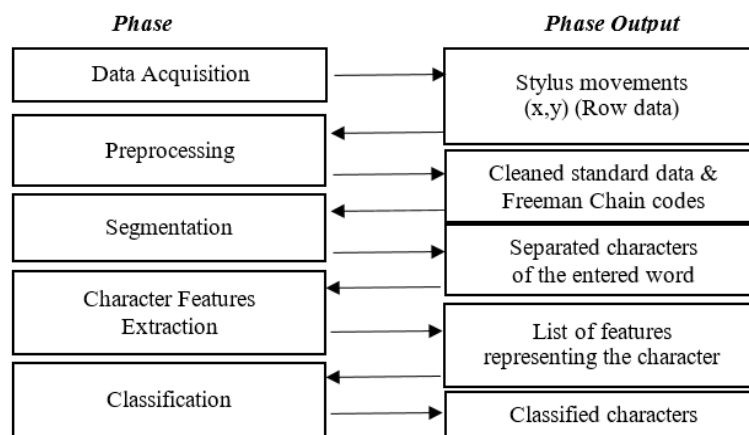 Phase
Phase Output
Data Acquisition
Stylus movements
(x,y) (Row data)
Preprocessing
Cleaned standard data &
Freeman Chain codes
Segmentation
Separated characters
of the entered word
Character Features
Extraction
List of features
representing the character
Classification
Classified characters